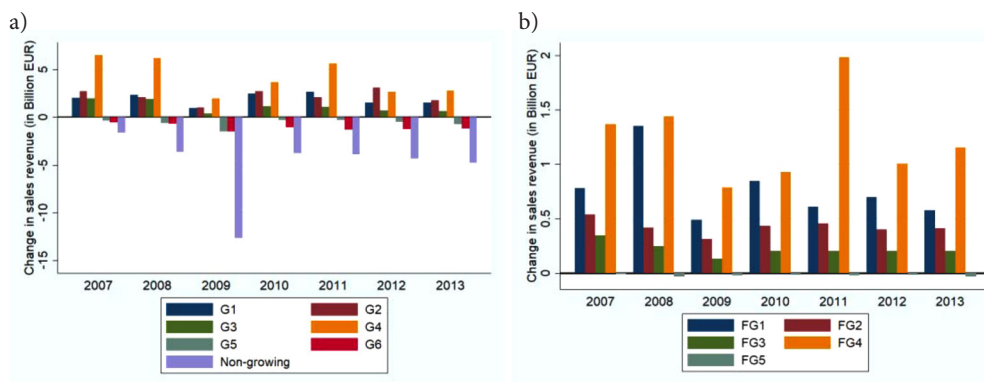 a)
Change in sales revenue (in Billion EUR)
5
0
-5
-10
-15
2007 2008 2009 2010 2011 2012 2013
G1 G2
G3 G4
G5 G6
Non-growing
b)
Change in sales revenue (in Billion EUR)
2
1.5
1
0.5
0
2007 2008 2009 2010 2011 2012 2013
FG1 FG2
FG3 FG4
FG5